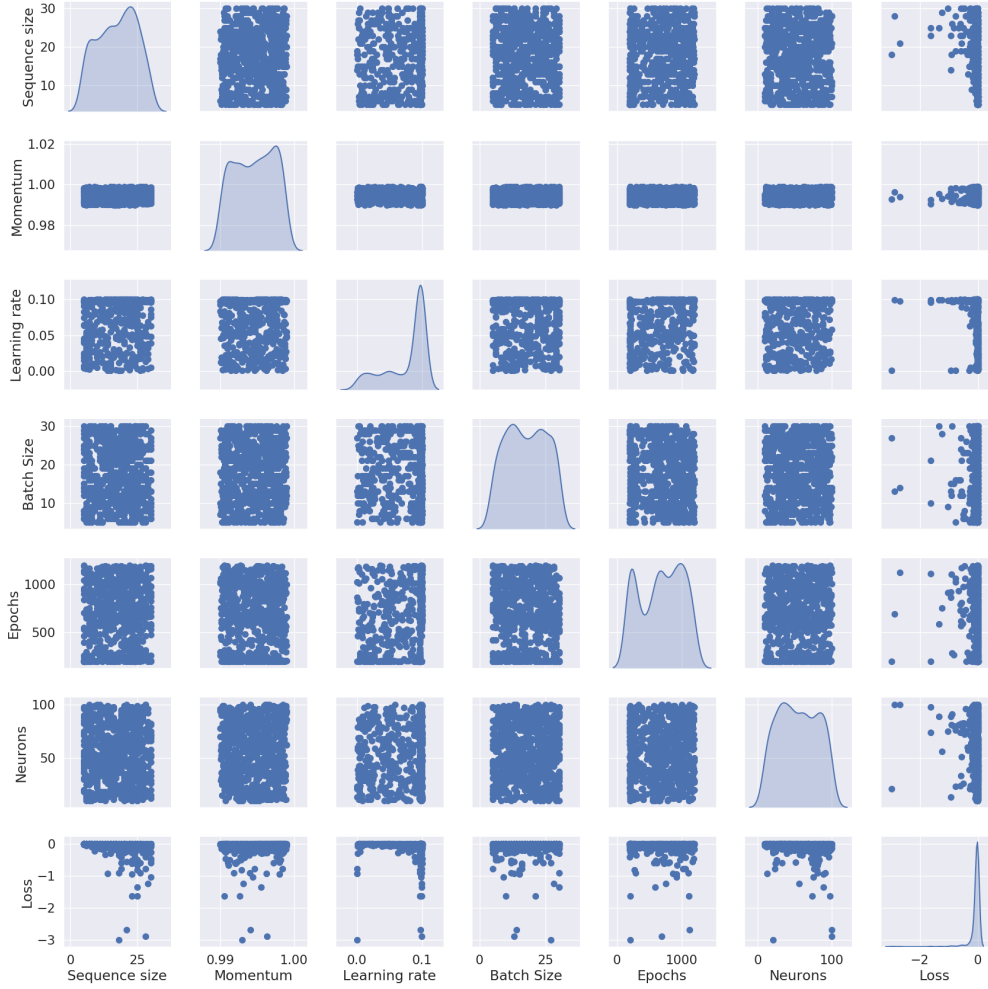 Sequence size
30
20
10
Momentum
1.02
1.00
0.98
Learning rate
0.10
0.05
0.00
Batch Size
30
20
10
Epochs
1000
500
Neurons
100
50
Loss
0
−1
−2
−3
0 25 0.99 1.00 0.0 0.1 0 25 0 1000 0 100 −2 0
Sequence size Momentum Learning rate Batch Size Epochs Neurons Loss